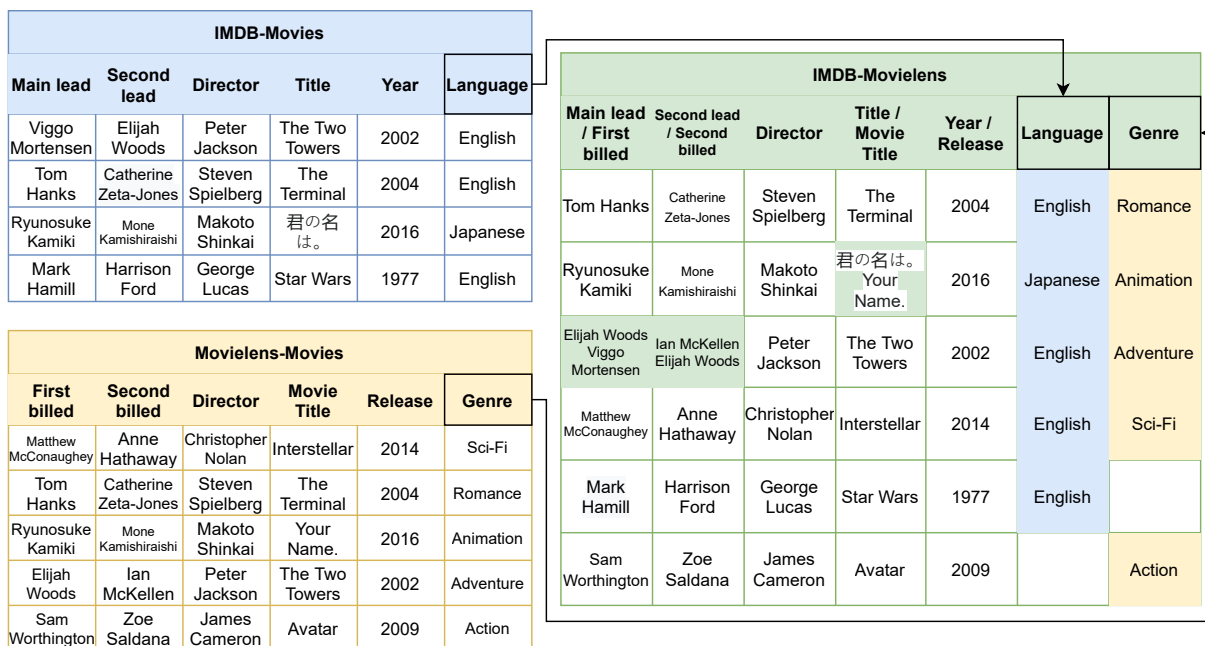 IMDB-Movies
Main lead Second lead Director Title Year Language
Viggo Mortensen Elijah Woods Peter Jackson The Two Towers 2002 English
Tom Hanks Catherine Zeta-Jones Steven Spielberg The Terminal 2004 English
Ryunosuke Kamiki Mone Kamishiraishi Makoto Shinkai 君の名は。 2016 Japanese
Mark Hamill Harrison Ford George Lucas Star Wars 1977 English
Movielens-Movies
First billed Second billed Director Movie Title Release Genre
Matthew McConaughey Anne Hathaway Christopher Nolan Interstellar 2014 Sci-Fi
Tom Hanks Catherine Zeta-Jones Steven Spielberg The Terminal 2004 Romance
Ryunosuke Kamiki Mone Kamishiraishi Makoto Shinkai Your Name. 2016 Animation
Elijah Woods Ian McKellen Peter Jackson The Two Towers 2002 Adventure
Sam Worthington Zoe Saldana James Cameron Avatar 2009 Action
IMDB-Movielens
Main lead / First billed Second lead / Second billed Director Title / Movie Title Year / Release Language Genre
Tom Hanks Catherine Zeta-Jones Steven Spielberg The Terminal 2004 English Romance
Ryunosuke Kamiki Mone Kamishiraishi Makoto Shinkai 君の名は。 Your Name. 2016 Japanese Animation
Elijah Woods Viggo Mortensen Ian McKellen Elijah Woods Peter Jackson The Two Towers 2002 English Adventure
Matthew McConaughey Anne Hathaway Christopher Nolan Interstellar 2014 English Sci-Fi
Mark Hamill Harrison Ford George Lucas Star Wars 1977 English
Sam Worthington Zoe Saldana James Cameron Avatar 2009 Action